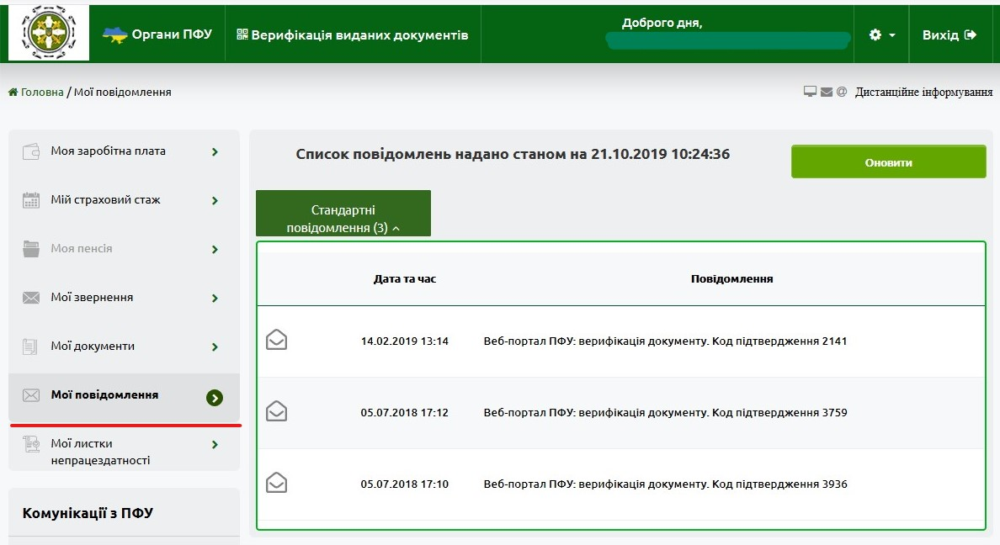 Органи ПФУ
Верифікація виданих документів
Доброго дня,
Вихід
Головна / Мої повідомлення
@ Дистанційне інформування
Моя заробітна плата
Мій страховий стаж
Моя пенсія
Мої звернення
Мої документи
Мої повідомлення
Мої листки
непрацездатності
Комунікації з ПФУ
Список повідомлень надано станом на 21.10.2019 10:24:36
Оновити
Стандартні
повідомлення (3)
Дата та час Повідомлення
14.02.2019 13:14 Веб-портал ПФУ: верифікація документу. Код підтвердження 2141
05.07.2018 17:12 Веб-портал ПФУ: верифікація документу. Код підтвердження 3759
05.07.2018 17:10 Веб-портал ПФУ: верифікація документу. Код підтвердження 3936